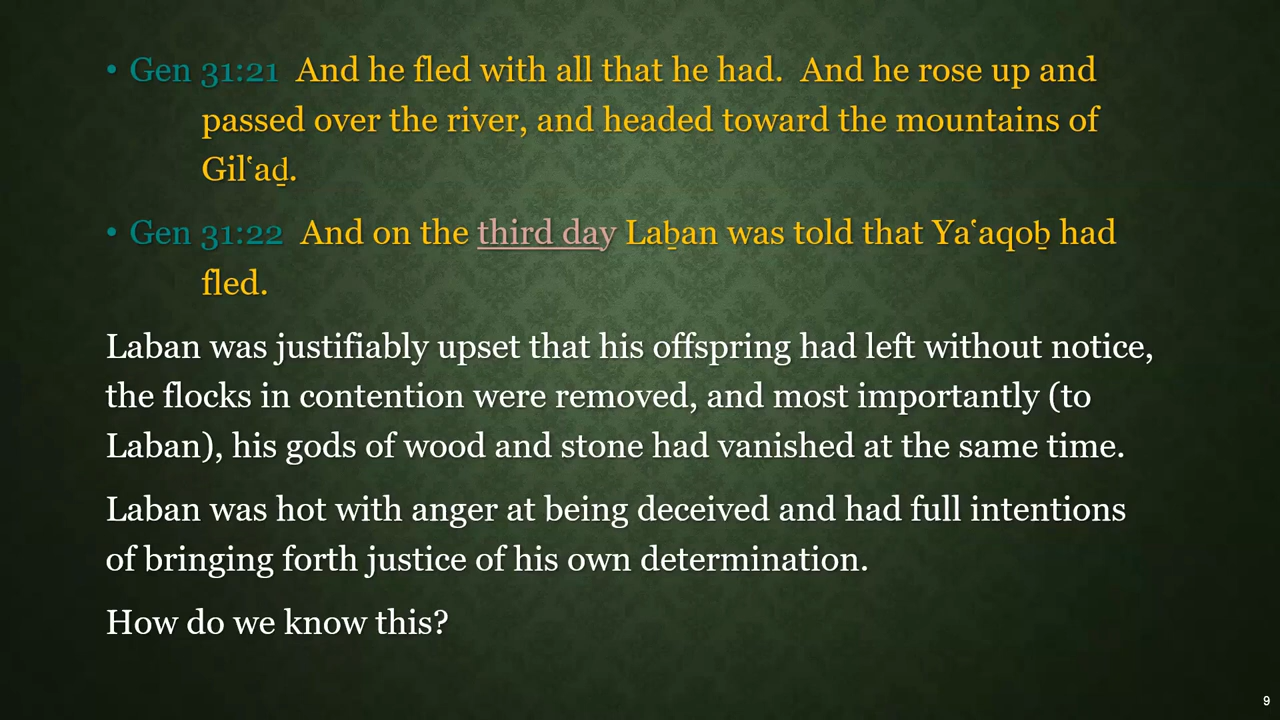 • Gen 31:21 And he fled with all that he had. And he rose up and
passed over the river, and headed toward the mountains of
Gilʽaḏ.
• Gen 31:22 And on the third day Laḇan was told that Yaʽaqoḇ had
fled.
Laban was justifiably upset that his offspring had left without notice,
the flocks in contention were removed, and most importantly (to
Laban), his gods of wood and stone had vanished at the same time.
Laban was hot with anger at being deceived and had full intentions
of bringing forth justice of his own determination.
How do we know this?
9